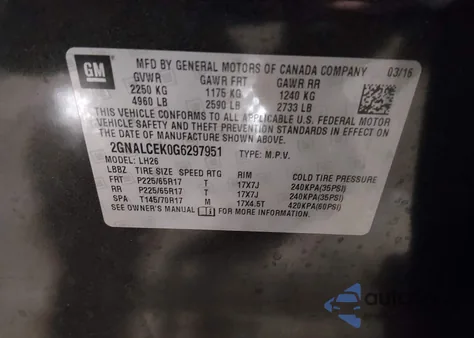 GM
MFD BY GENERAL MOTORS OF CANADA COMPANY 03/16
GVWR GAWR FRT GAWR RR
2250 KG 1175 KG 1240 KG
4960 LB 2590 LB 2733 LB
THIS VEHICLE CONFORMS TO ALL APPLICABLE U.S. FEDERAL MOTOR
VEHICLE SAFETY AND THEFT PREVENTION STANDARDS IN EFFECT ON THE DATE OF
MANUFACTURE SHOWN ABOVE.
2GNALCEK0G6297951 TYPE: M.P.V.
MODEL: LH26
LBBZ TIRE SIZE SPEED RTG RIM COLD TIRE PRESSURE
FRT P225/65R17 T 17X7J 240KPA(35PSI)
RR P225/65R17 T 17X7J 240KPA(35PSI)
SPA T145/70R17 M 17X4.5T 420KPA(60PSI)
SEE OWNER'S MANUAL FOR MORE INFORMATION.